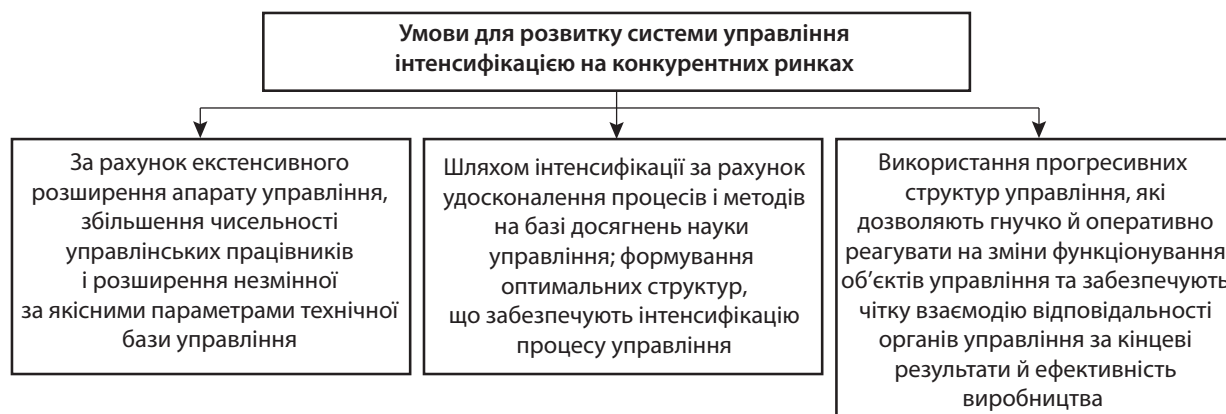 Умови для розвитку системи управління
інтенсифікацією на конкурентних ринках
За рахунок екстенсивного
розширення апарату управління,
збільшення чисельності
управлінських працівників
і розширення незмінної
за якісними параметрами технічної
бази управління
Шляхом інтенсифікації за рахунок
удосконалення процесів і методів
на базі досягнень науки
управління; формування
оптимальних структур,
що забезпечують інтенсифікацію
процесу управління
Використання прогресивних
структур управління, які
дозволяють гнучко й оперативно
реагувати на зміни функціонування
об’єктів управління та забезпечують
чітку взаємодію відповідальності
органів управління за кінцеві
результати й ефективність
виробництва